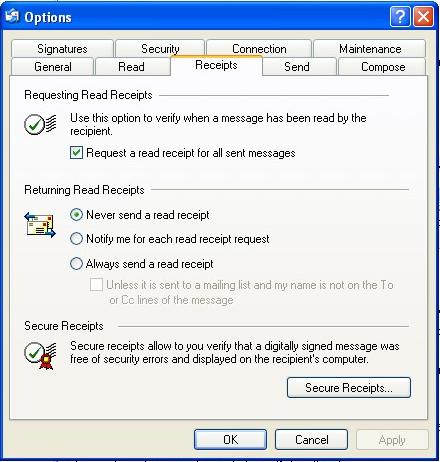 Options
Signatures Security Connection Maintenance
General Read Receipts Send Compose
Requesting Read Receipts
Use this option to verify when a message has been read by the
recipient.
Request a read receipt for all sent messages
Returning Read Receipts
Never send a read receipt
Notify me for each read receipt request
Always send a read receipt
Unless it is sent to a mailing list and my name is not on the To
or Cc lines of the message
Secure Receipts
Secure receipts allow to you verify that a digitally signed message was
free of security errors and displayed on the recipient's computer.
Secure Receipts...
OK Cancel Apply